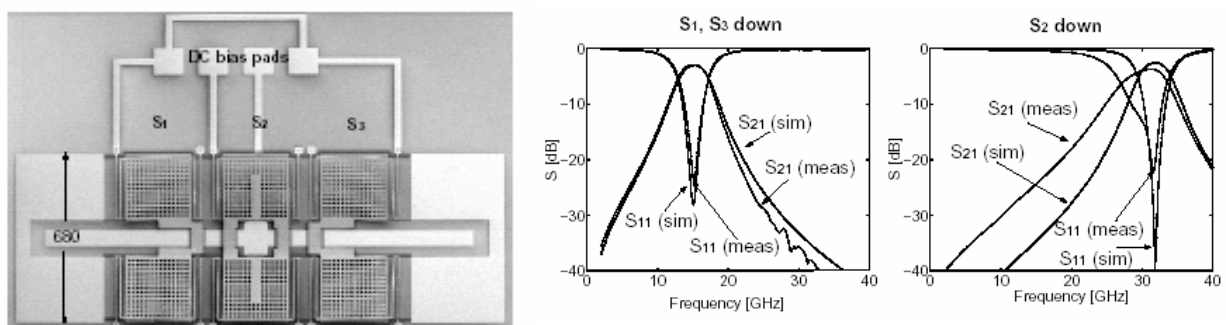 DC bias pads
S1
S2
S3
680
S1, S3 down
S [dB]
0
−10
−20
−30
−40
0
10
20
30
40
Frequency [GHz]
S21 (sim)
S21 (meas)
S11 (sim)
S11 (meas)
S2 down
S [dB]
0
−10
−20
−30
−40
0
10
20
30
40
Frequency [GHz]
S21 (meas)
S21 (sim)
S11 (meas)
S11 (sim)